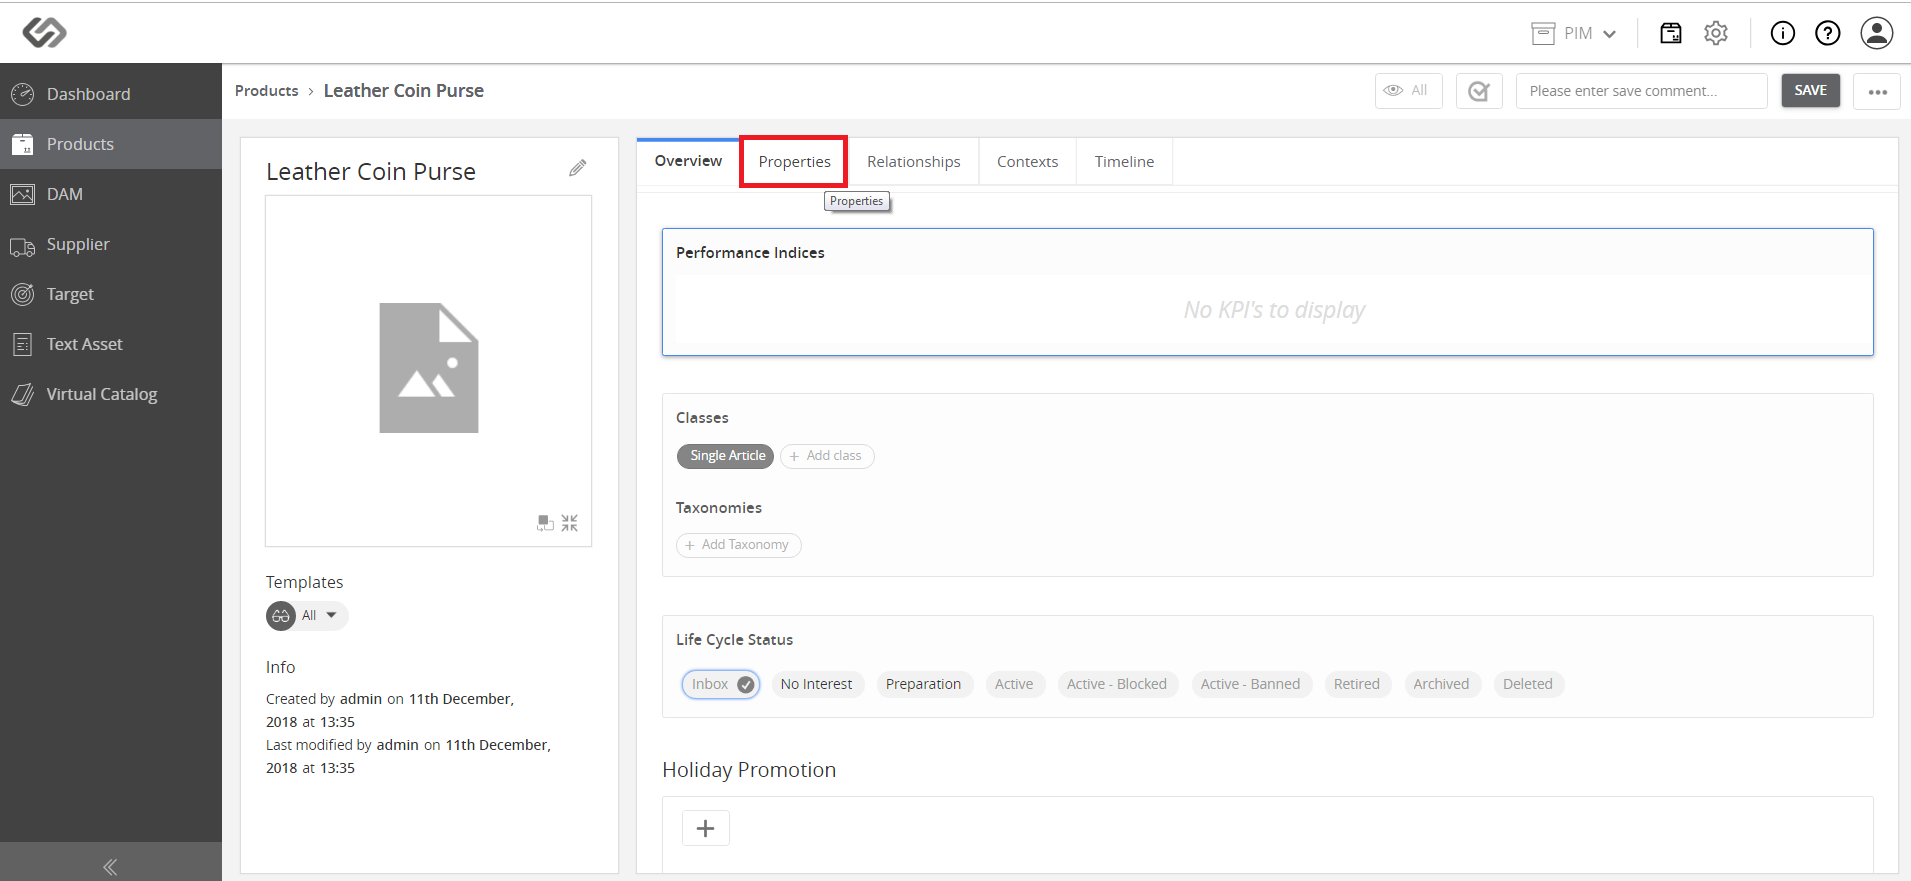 PIM
Dashboard
Products
DAM
Supplier
Target
Text Asset
Virtual Catalog
Products › Leather Coin Purse
All
Please enter save comment...
SAVE
Leather Coin Purse
Templates
All
Info
Created by admin on 11th December,
2018 at 13:35
Last modified by admin on 11th December,
2018 at 13:35
Overview
Properties
Relationships
Contexts
Timeline
Properties
Performance Indices
No KPI's to display
Classes
Single Article
+ Add class
Taxonomies
+ Add Taxonomy
Life Cycle Status
Inbox
No Interest
Preparation
Active
Active - Blocked
Active - Banned
Retired
Archived
Deleted
Holiday Promotion